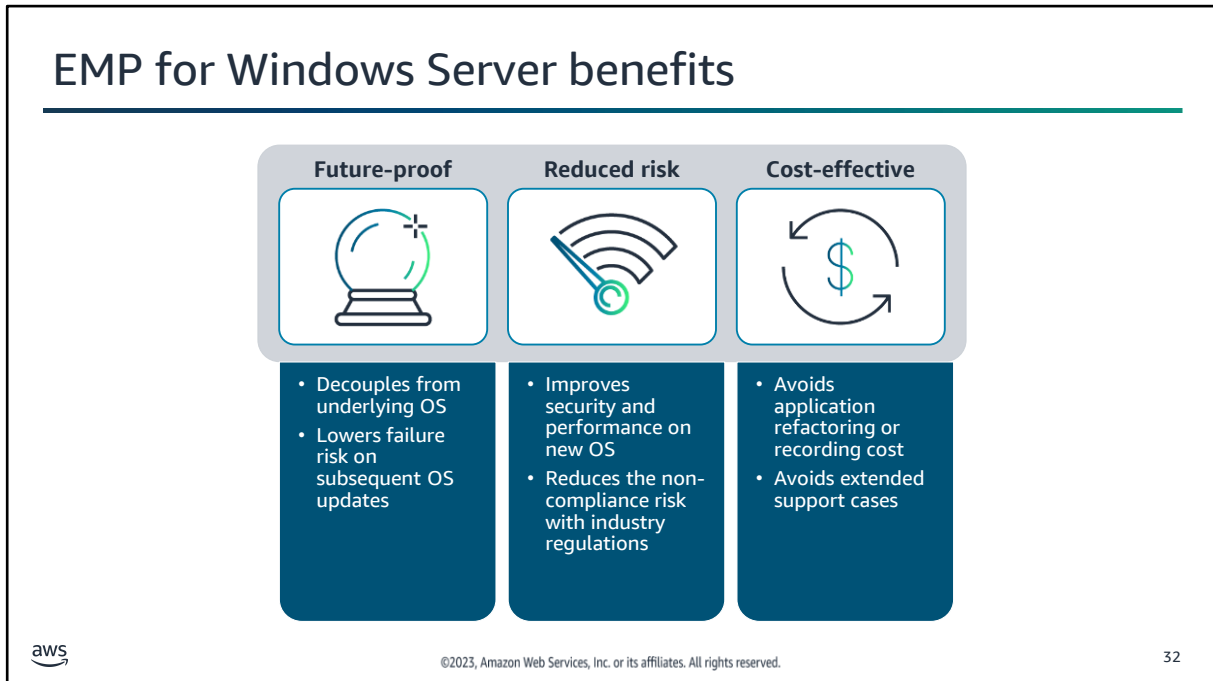 EMP for Windows Server benefits
Future-proof
Reduced risk
Cost-effective
$
• Decouples from
underlying OS
• Lowers failure
risk on
subsequent OS
updates
• Improves
security and
performance on
new OS
• Reduces the non-
compliance risk
with industry
regulations
• Avoids
application
refactoring or
recording cost
• Avoids extended
support cases
aws
©2023, Amazon Web Services, Inc. or its affiliates. All rights reserved.
32